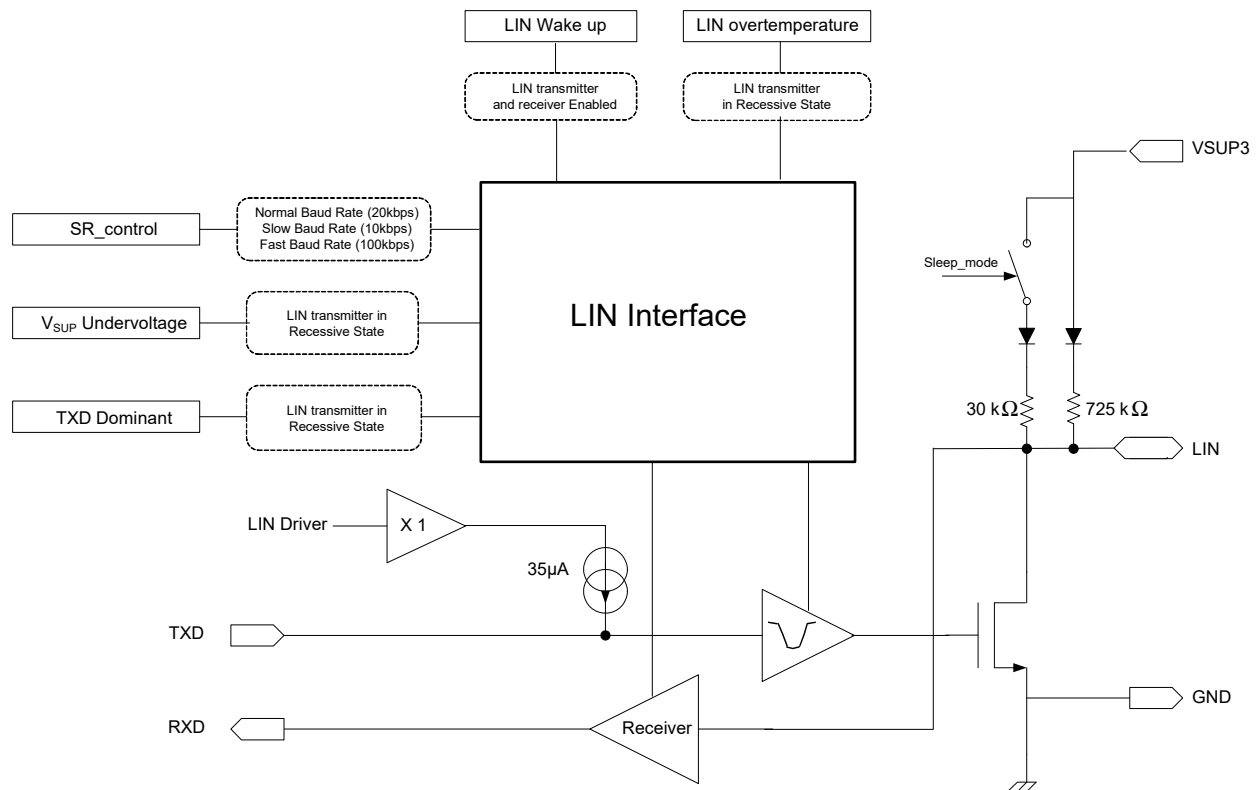 LIN Wake up
LIN overtemperature
LIN transmitter
and receiver Enabled
LIN transmitter
in Recessive State
VSUP3
SR_control
Normal Baud Rate (20kbps)
Slow Baud Rate (10kbps)
Fast Baud Rate (100kbps)
Sleep_mode
VSUP Undervoltage
LIN transmitter in
Recessive State
LIN Interface
TXD Dominant
LIN transmitter in
Recessive State
30 kΩ
725 kΩ
LIN
LIN Driver
X 1
35µA
TXD
GND
RXD
Receiver